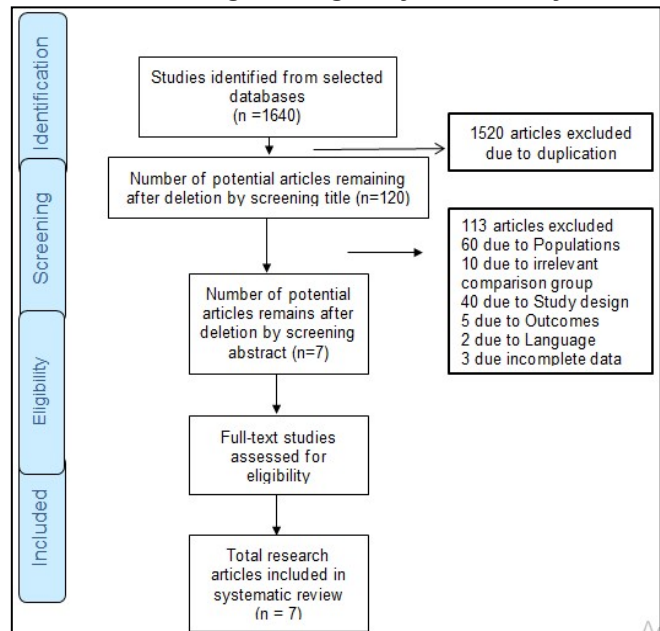 Identification
Studies identified from selected
databases
(n =1640)
1520 articles excluded
due to duplication
Screening
Number of potential articles remaining
after deletion by screening title (n=120)
113 articles excluded
60 due to Populations
10 due to irrelevant
comparison group
40 due to Study design
5 due to Outcomes
2 due to Language
3 due incomplete data
Number of potential
articles remains after
deletion by screening
abstract (n=7)
Eligibility
Full-text studies
assessed for
eligibility
Included
Total research
articles included in
systematic review
(n = 7)